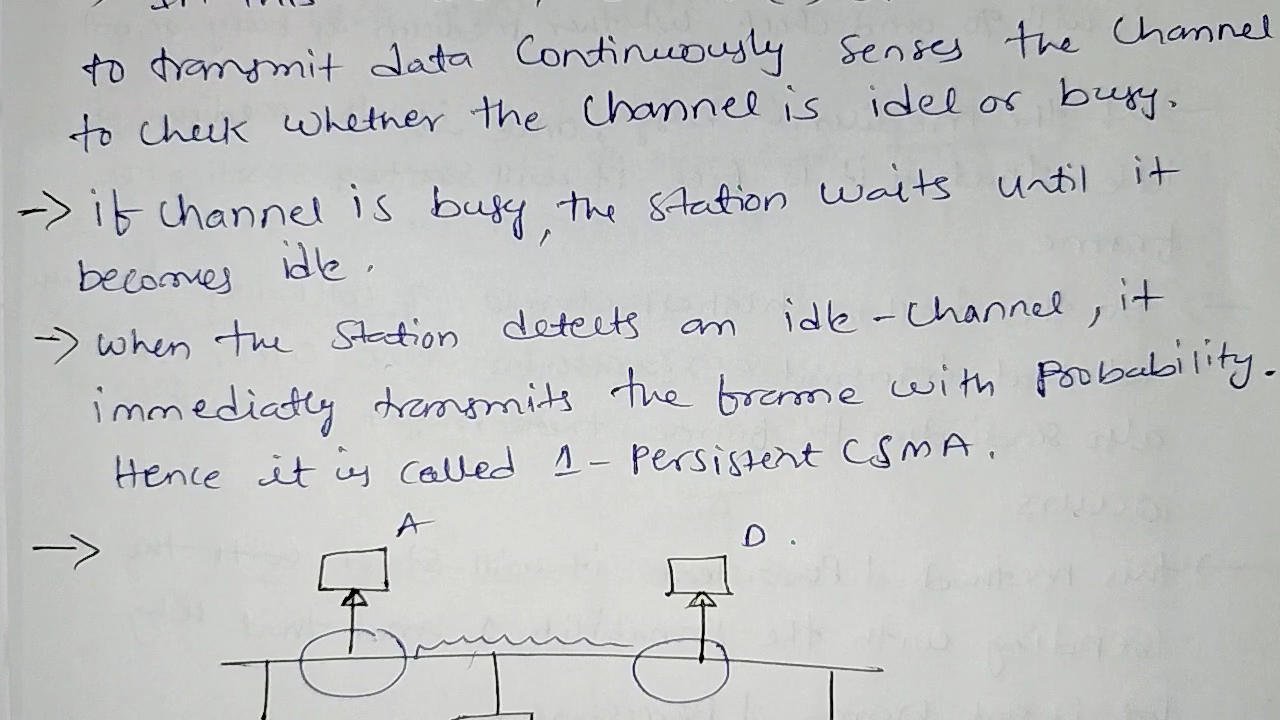 to transmit data Continuously senses the Channel
to check whether the Channel is idel or busy.
-> if channel is busy, the station waits until it
becomes idle.
-> when the Station detects an idle-channel, it
immediatly transmits the frame with Probability.
Hence it is called 1-Persistent CSMA.
-> A D.